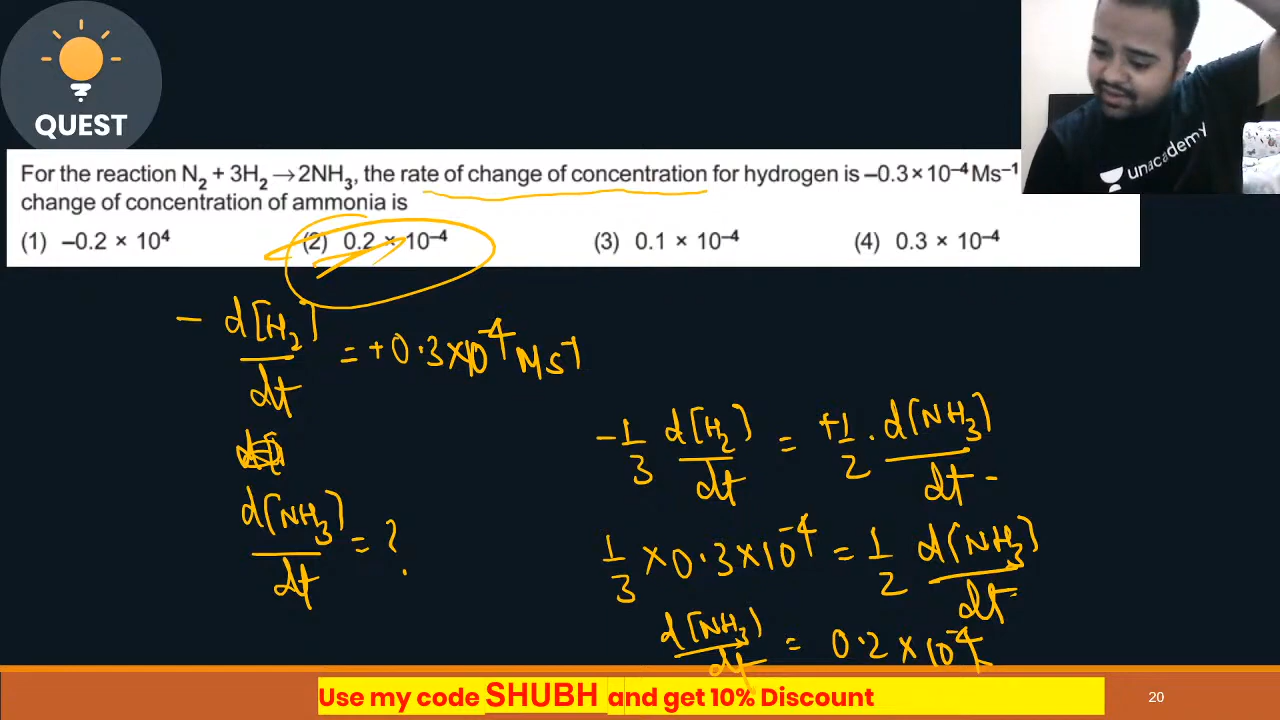 QUEST
unacademy
For the reaction N₂ + 3H₂ → 2NH₃, the rate of change of concentration for hydrogen is –0.3 × 10⁻⁴ Ms⁻¹
change of concentration of ammonia is
(1) –0.2 × 10⁴ (2) 0.2 × 10⁻⁴ (3) 0.1 × 10⁻⁴ (4) 0.3 × 10⁻⁴
- d[H₂]/dt = +0.3×10⁻⁴ Ms⁻¹
d[NH₃]/dt = ?
-1/3 d[H₂]/dt = +1/2 . d[NH₃]/dt
1/3 × 0.3×10⁻⁴ = 1/2 d[NH₃]/dt
d[NH₃]/dt = 0.2 × 10⁻⁴
Use my code SHUBH and get 10% Discount
20